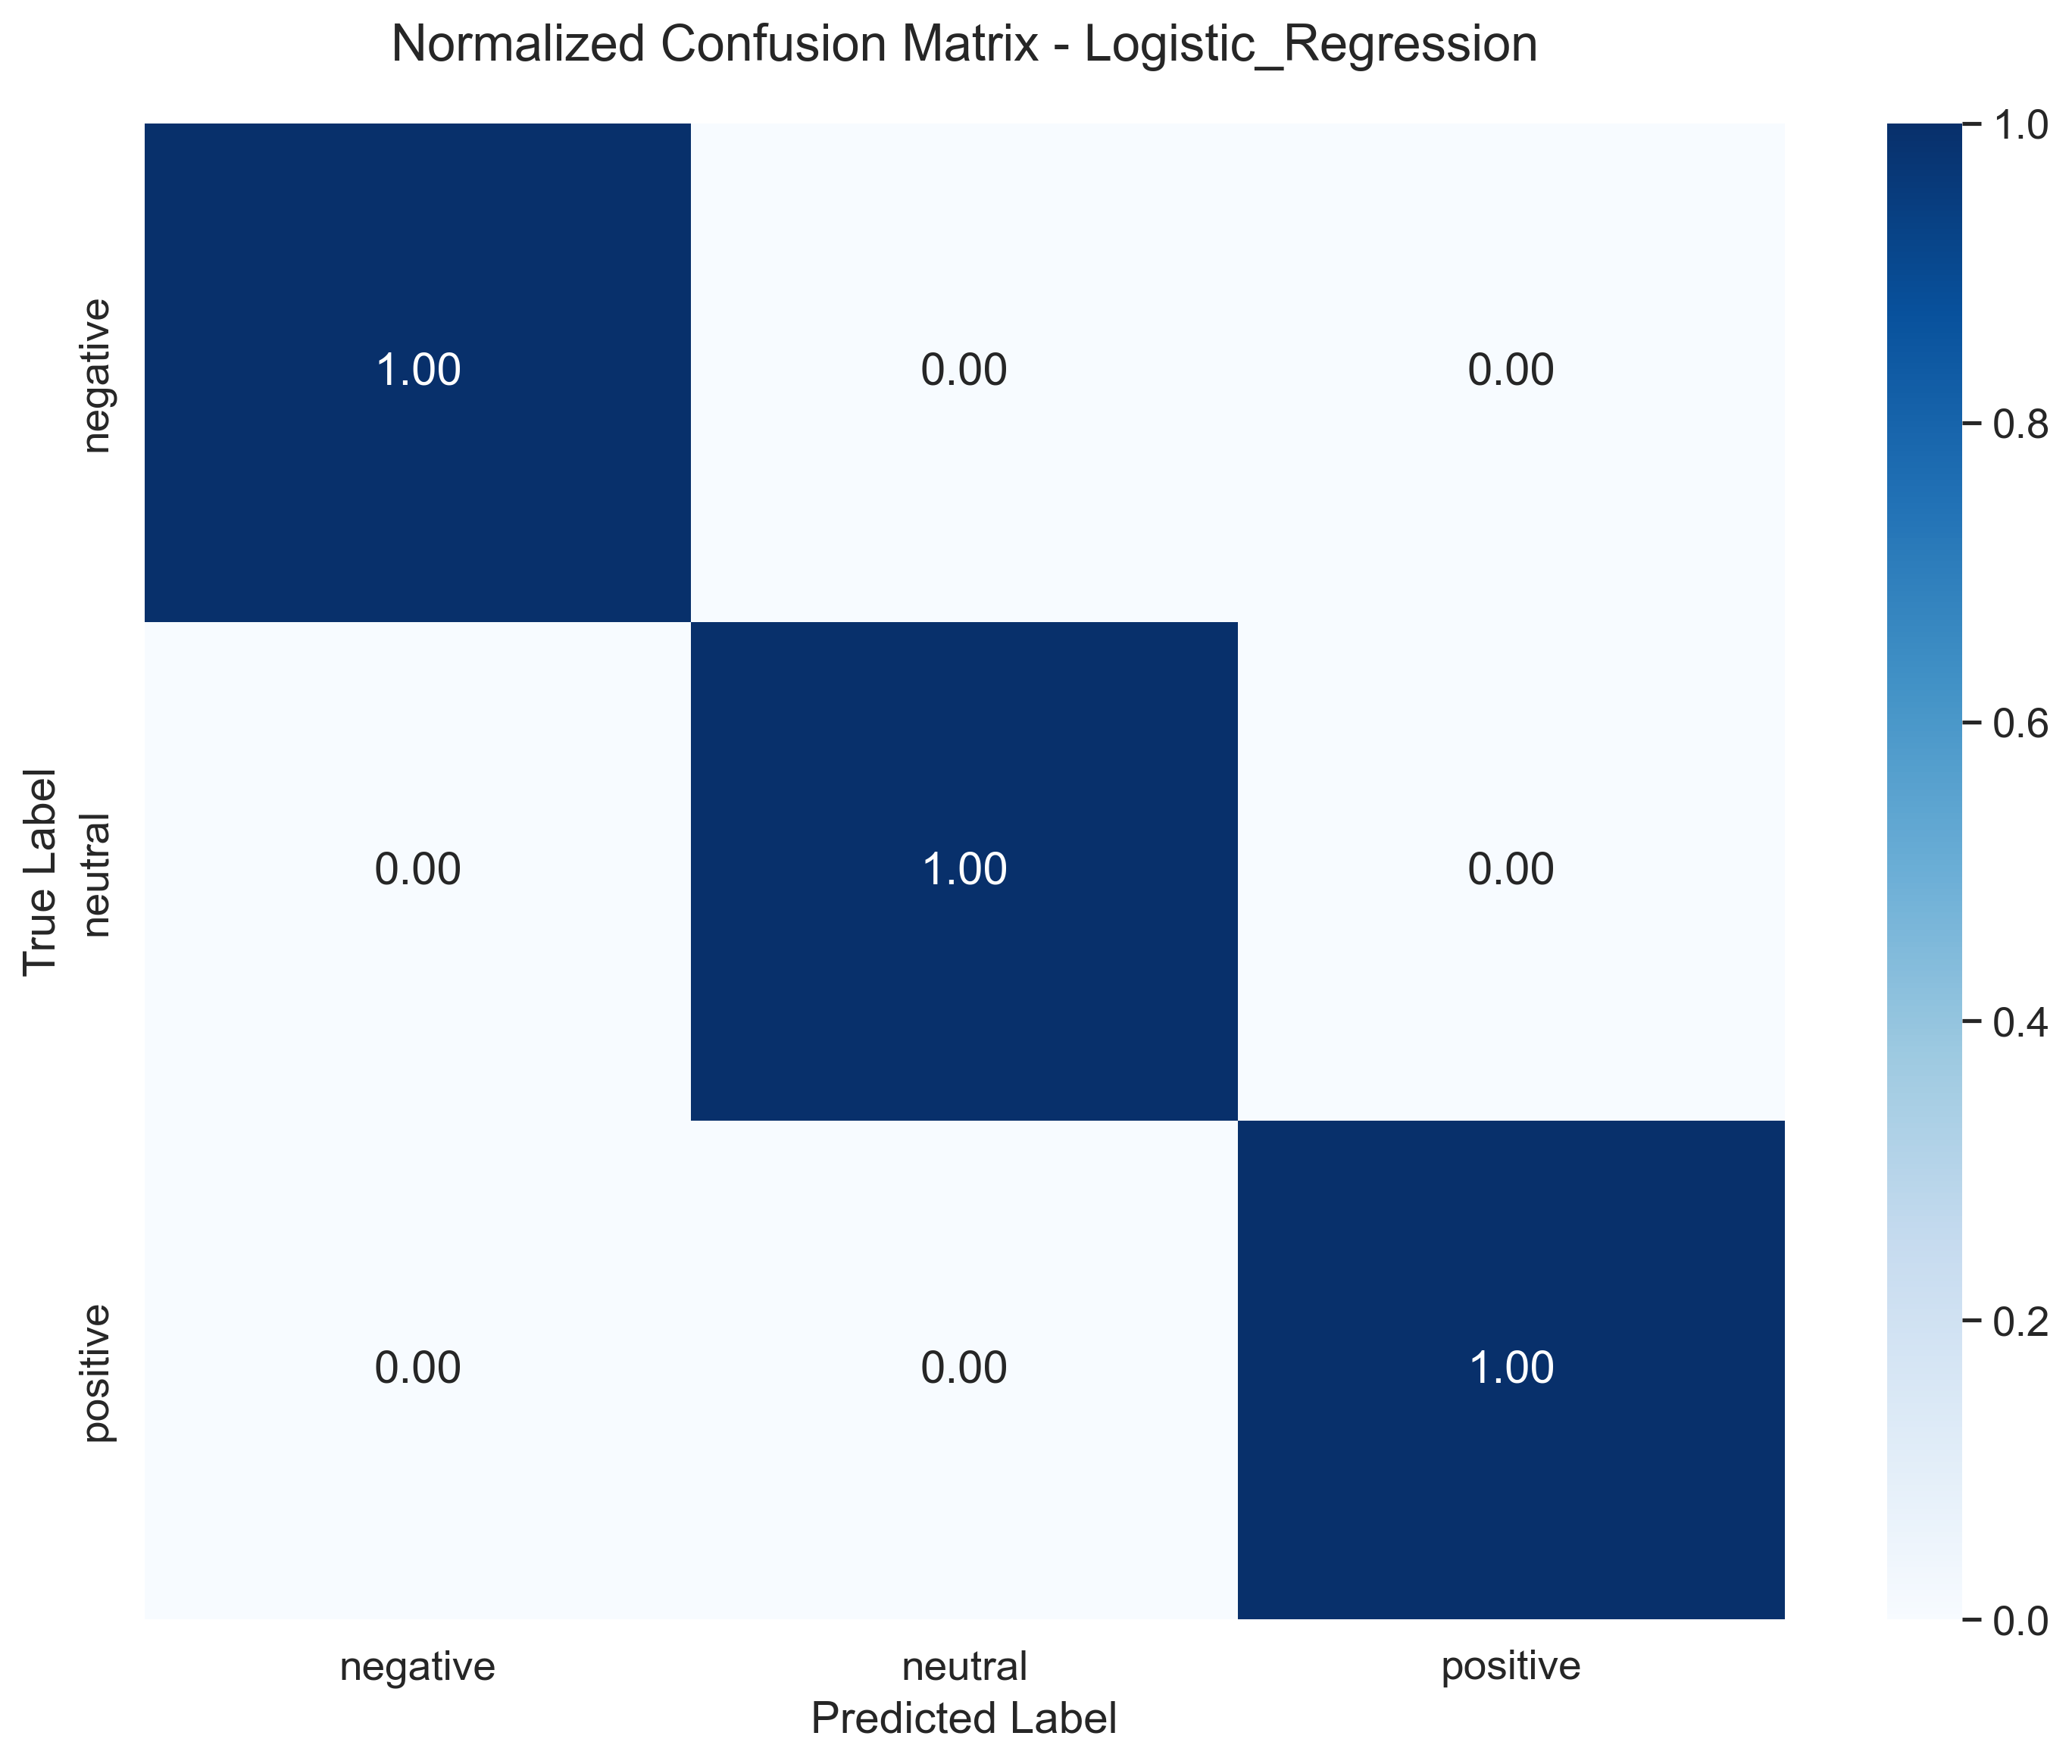 Normalized Confusion Matrix - Logistic_Regression
1.0
0.8
0.6
0.4
0.2
0.0
True Label
negative
neutral
positive
1.00 0.00 0.00
0.00 1.00 0.00
0.00 0.00 1.00
negative neutral positive
Predicted Label